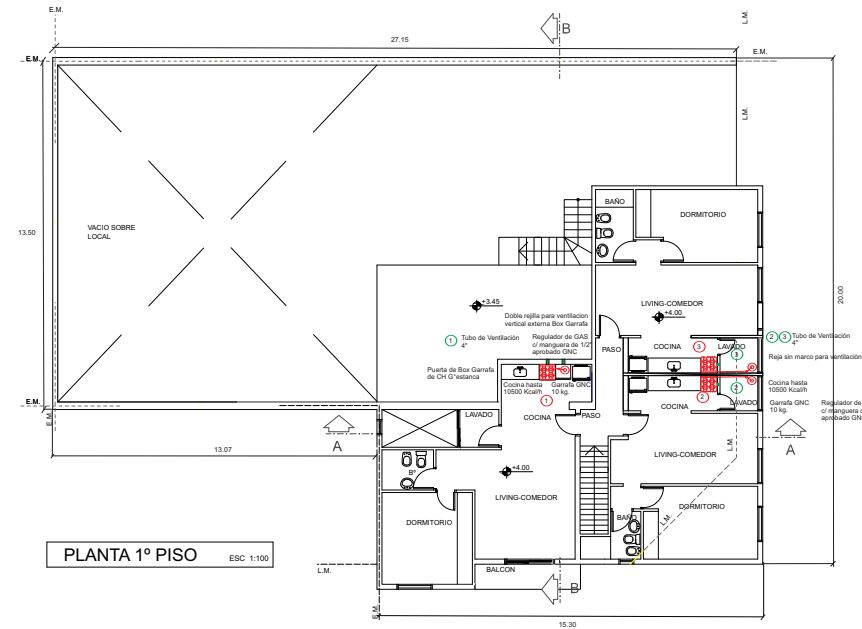 E.M.
L.M.
B
27.15
E.M.
E.M.
L.M.
BAÑO
DORMITORIO
VACIO SOBRE
LOCAL
13.50
20.00
+3.45
LIVING-COMEDOR
+4.00
Doble rejilla para ventilacion
vertical externa Box Garrafa
1 Tubo de Ventilación
4"
Regulador de GAS
c/ manguera de 1/2"
aprobado GNC
PASO
COCINA
3
LAVADO
3
2 3 Tubo de Ventilación
4"
Reja sin marco para ventilación
Puerta de Box Garrafa
de CH Gºestanca
Cocina hasta
10500 Kcal/h
Garrafa GNC
10 kg.
1
COCINA
PASO
COCINA
2
2
LAVADO
Cocina hasta
10500 Kcal/h
Garrafa GNC
10 kg.
Regulador de
c/ manguera d
aprobado GN
E.M.
E.M.
LAVADO
A
13.07
L.M.
A
Bº
+4.00
LIVING-COMEDOR
LIVING-COMEDOR
DORMITORIO
BAÑO
L.M.
DORMITORIO
PLANTA 1º PISO
ESC 1:100
L.M.
BALCON
B
E.M.
15.30